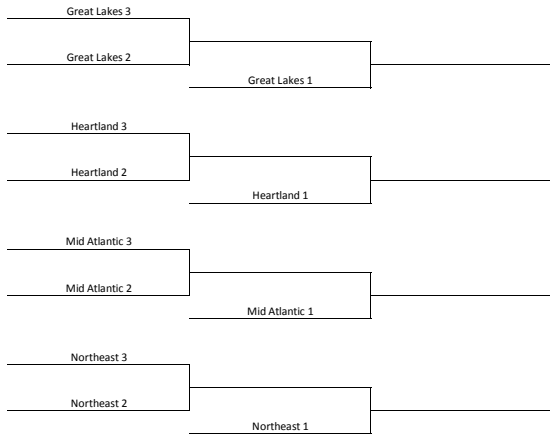 Great Lakes 3
Great Lakes 2
Great Lakes 1
Heartland 3
Heartland 2
Heartland 1
Mid Atlantic 3
Mid Atlantic 2
Mid Atlantic 1
Northeast 3
Northeast 2
Northeast 1